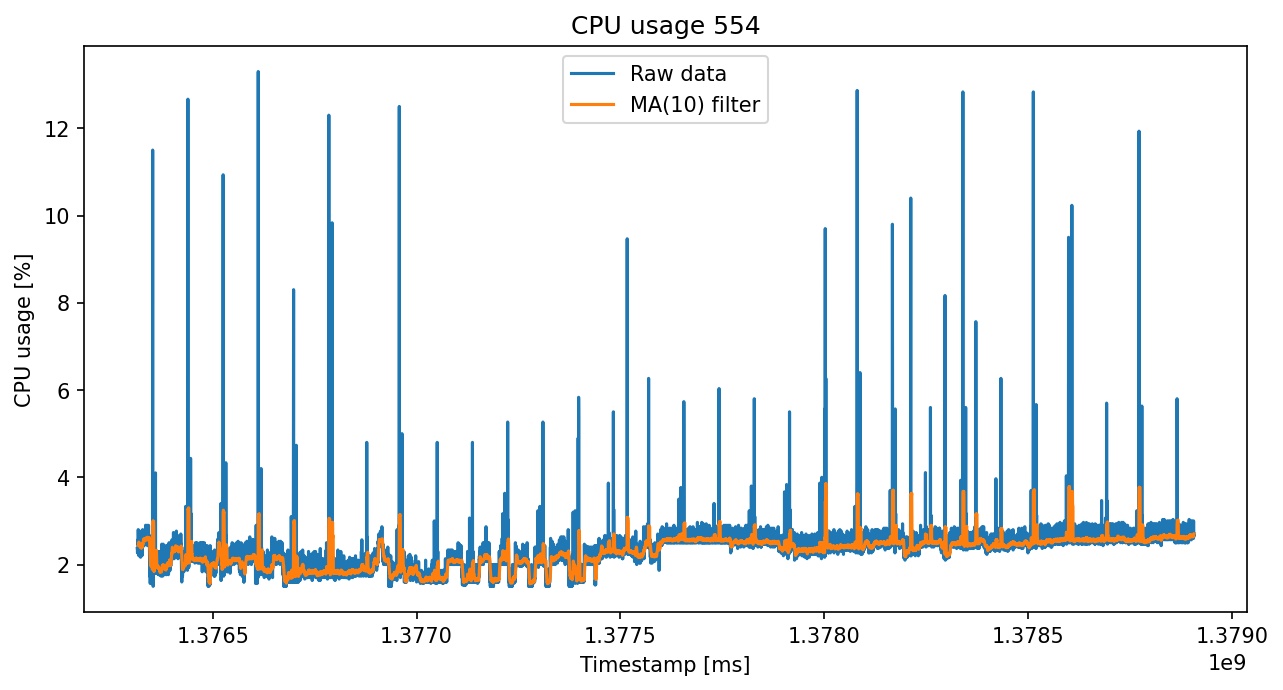 CPU usage 554
Raw data
MA(10) filter
CPU usage [%]
12
10
8
6
4
2
1.3765
1.3770
1.3775
1.3780
1.3785
1.3790
Timestamp [ms]
1e9